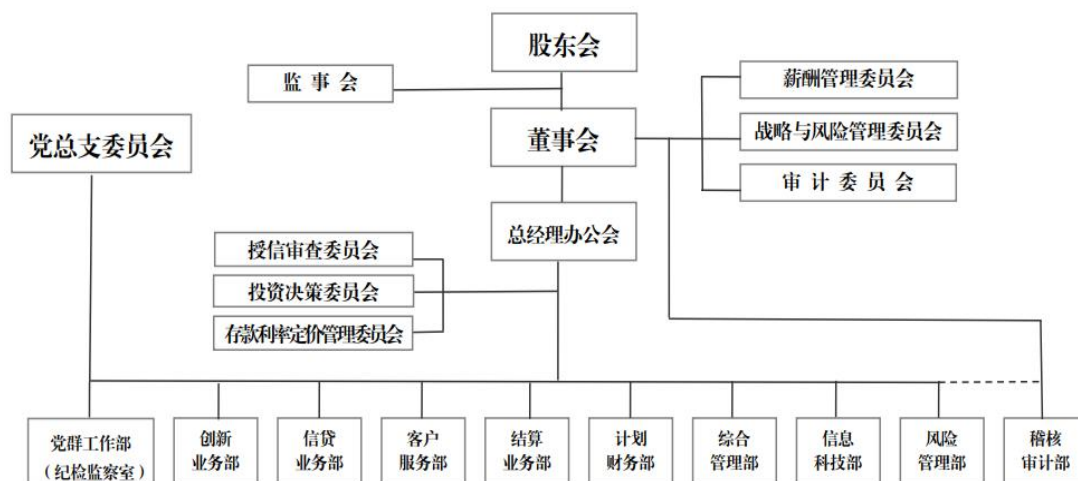 股东会
监 事 会
薪酬管理委员会
党总支委员会
董事会
战略与风险管理委员会
审 计 委 员 会
总经理办公会
授信审查委员会
投资决策委员会
存款利率定价管理委员会
党群工作部
（纪检监察室）
创新
业务部
信贷
业务部
客户
服务部
结算
业务部
计划
财务部
综合
管理部
信息
科技部
风险
管理部
稽核
审计部